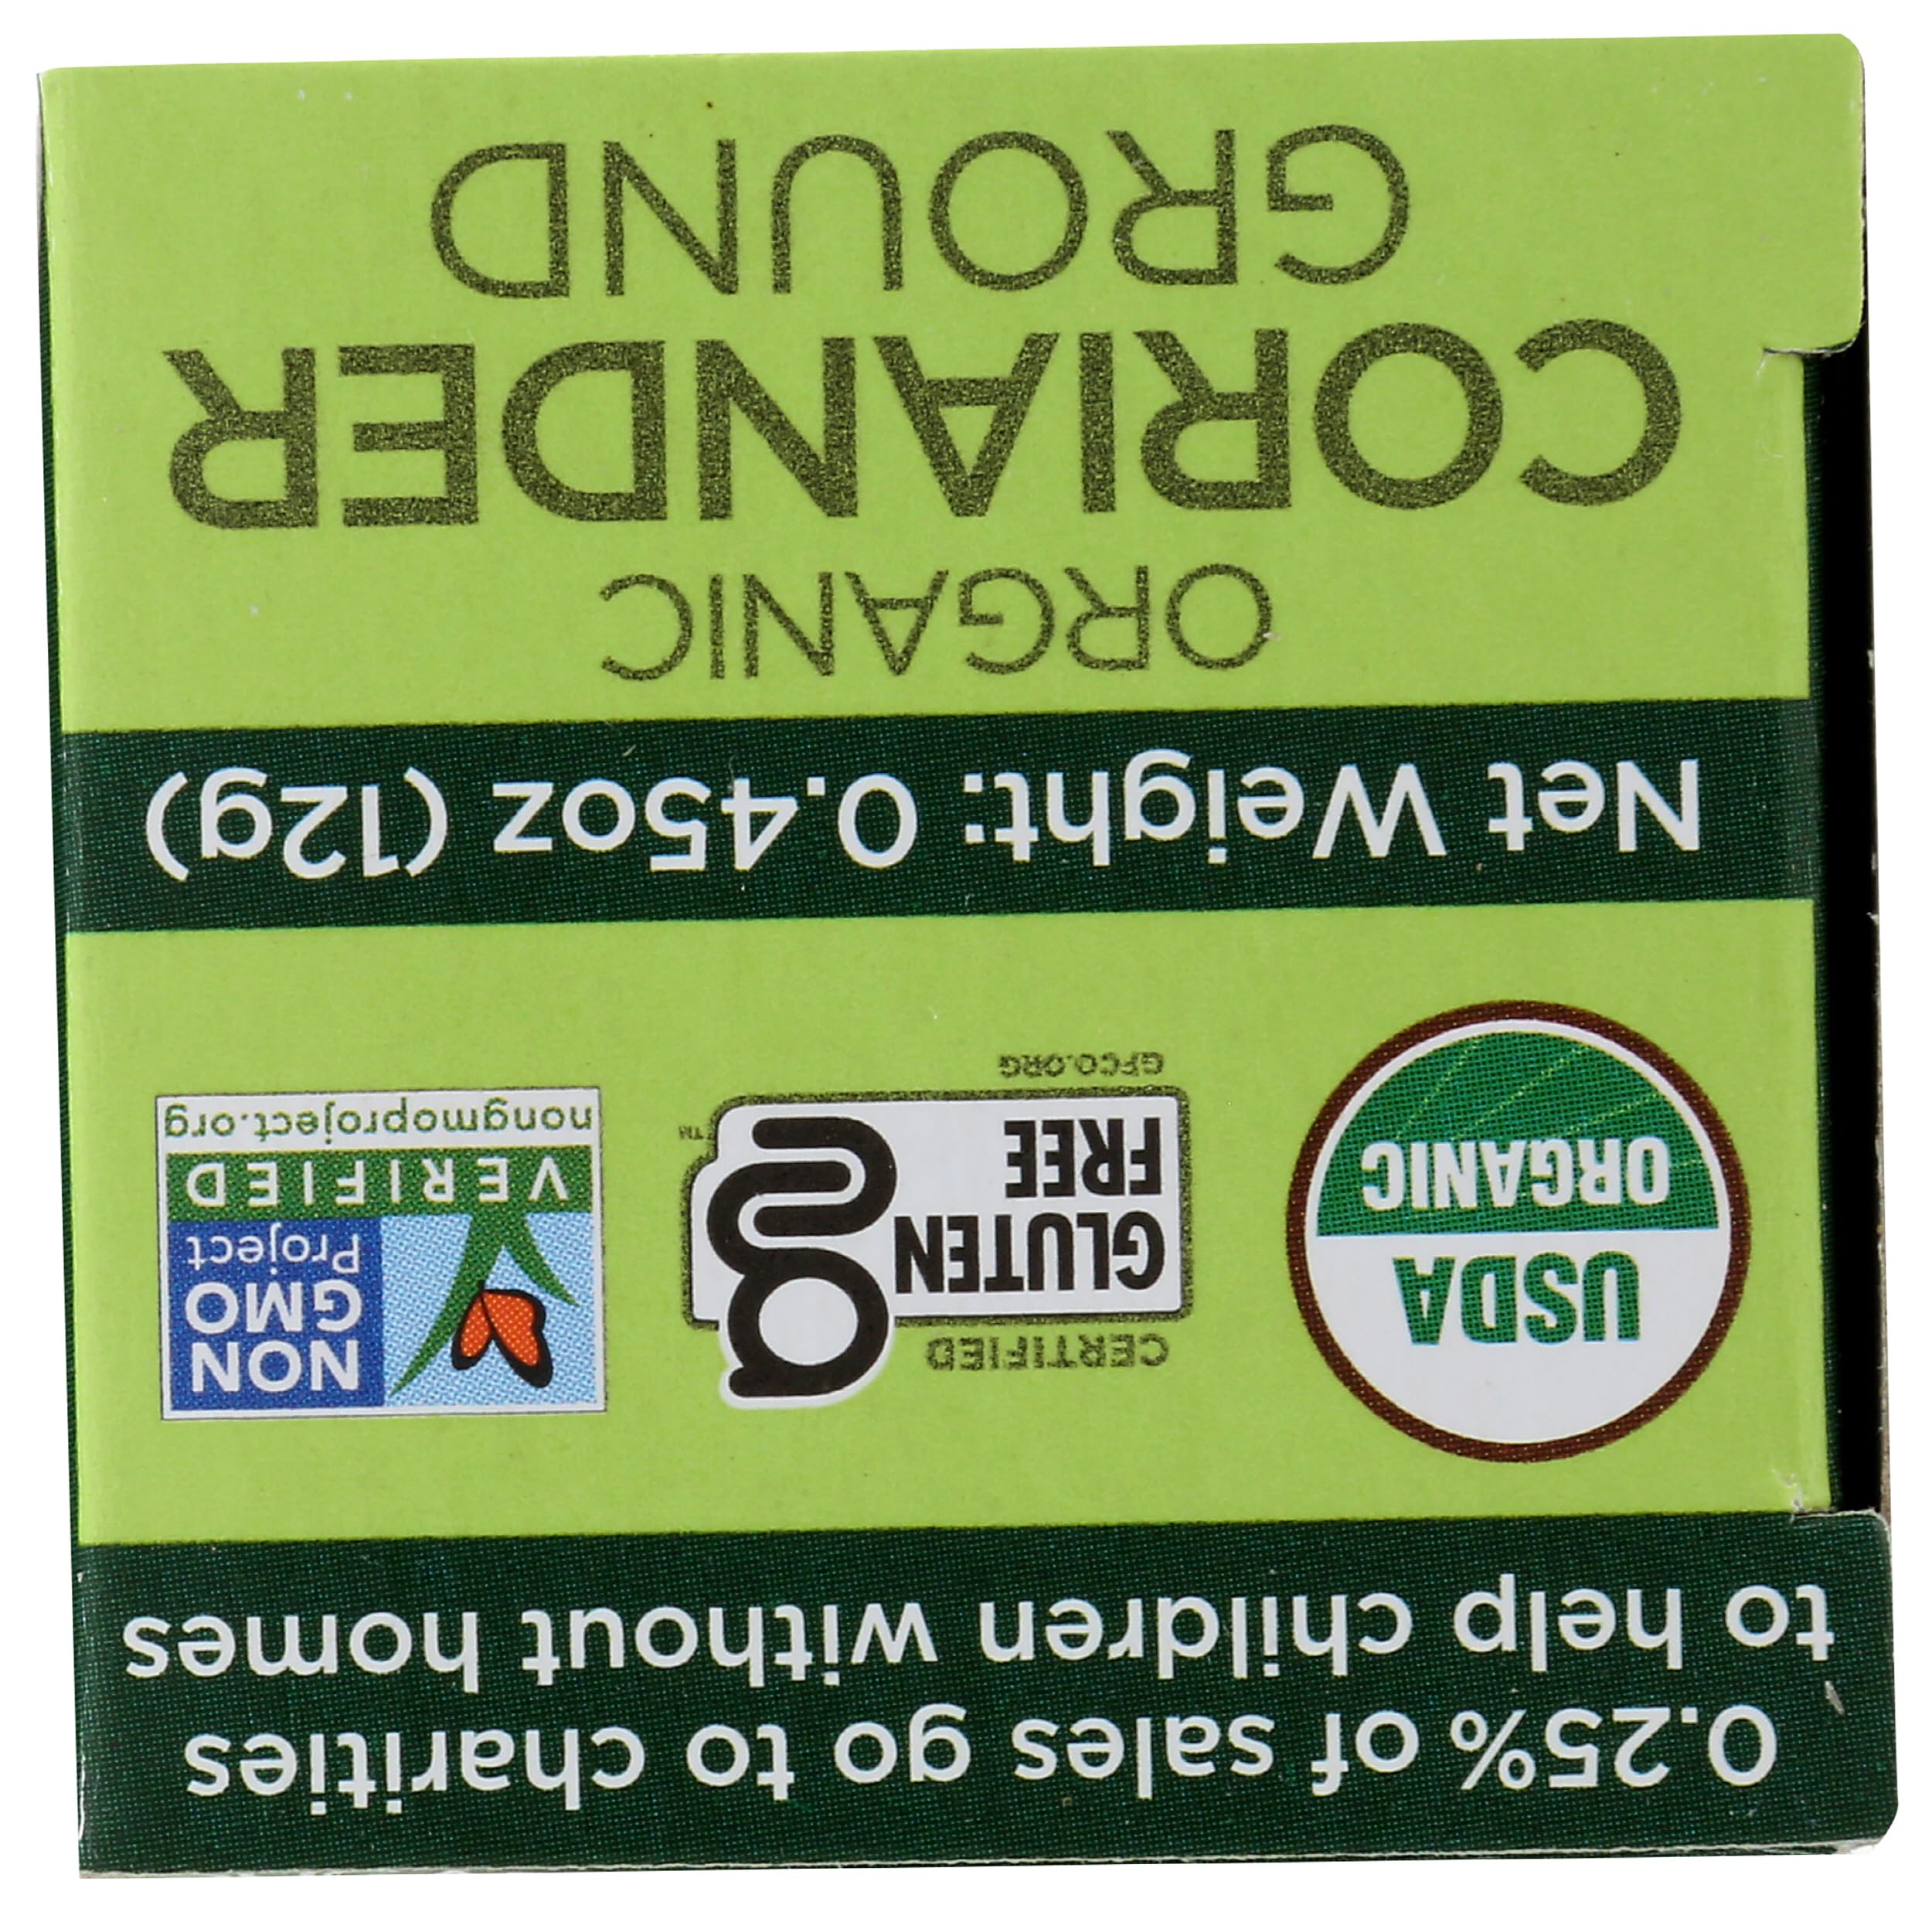 0.25% of sales go to charities
to help children without homes
USDA
ORGANIC
CERTIFIED
GLUTEN
FREE
g
™
GFCO.ORG
NON
GMO
Project
VERIFIED
nongmoproject.org
Net Weight: 0.45oz (12g)
ORGANIC
CORIANDER
GROUND